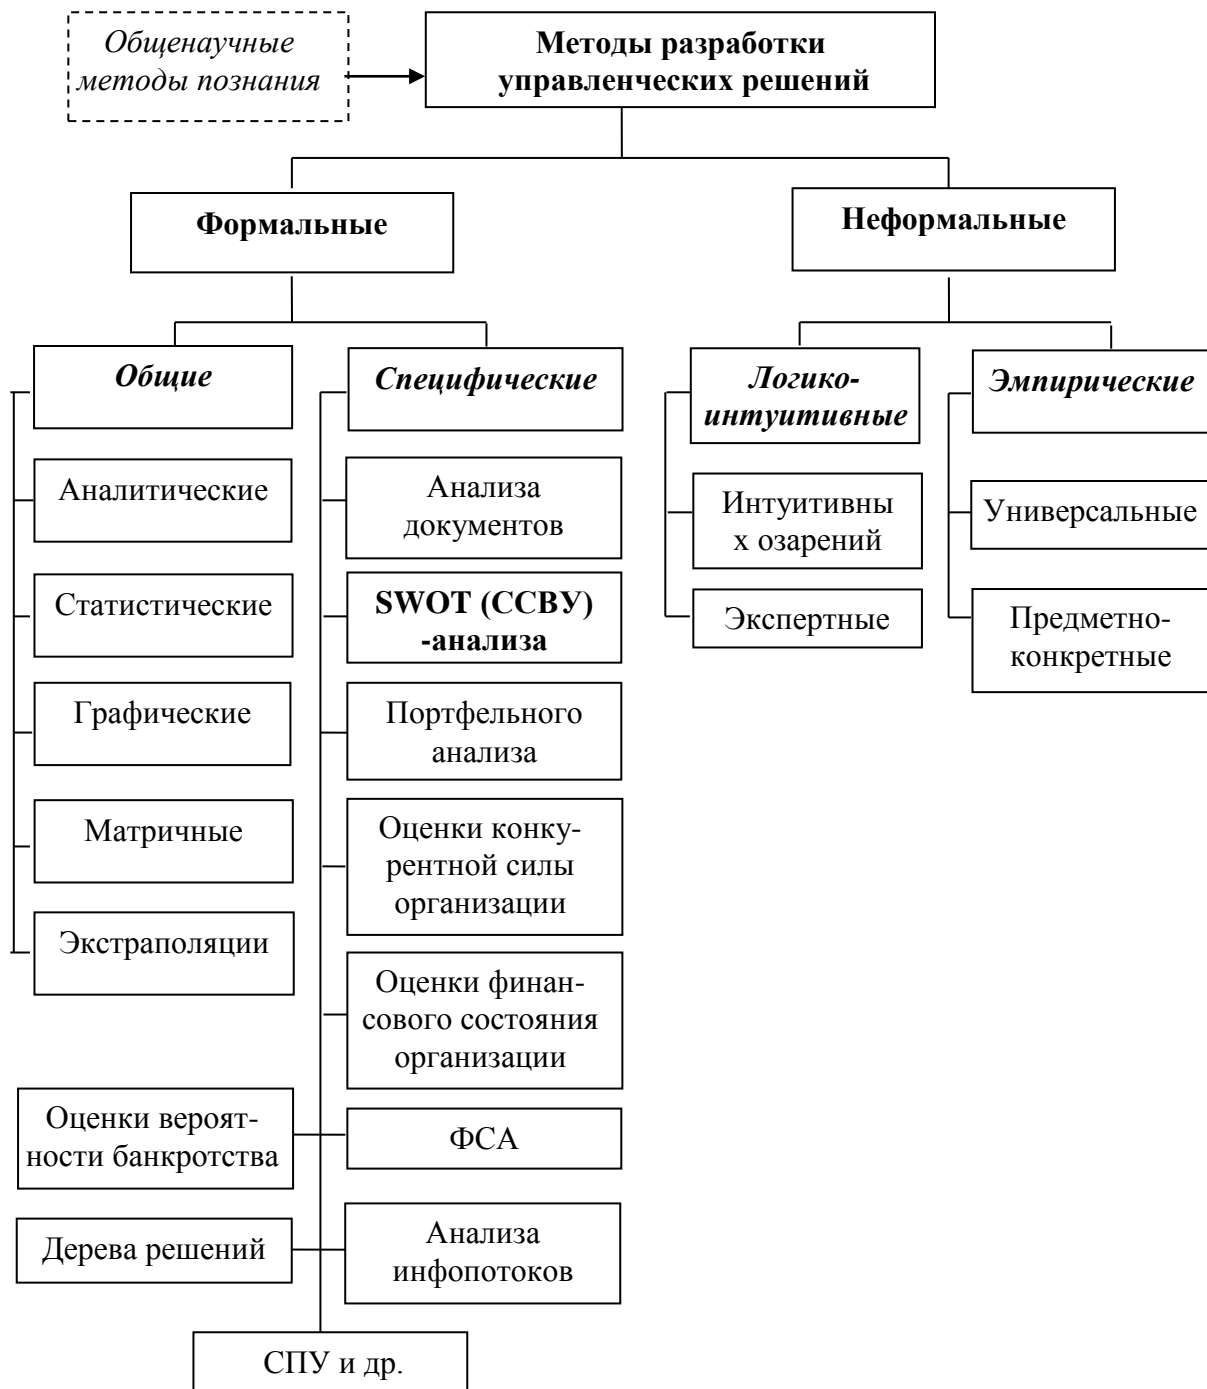 Общенаучные
методы познания
Методы разработки
управленческих решений
Формальные
Неформальные
Общие
Специфические
Логико-
интуитивные
Эмпирические
Аналитические
Анализа
документов
Интуитивны
х озарений
Универсальные
Статистические
SWOT (ССВУ)
-анализа
Экспертные
Предметно-
конкретные
Графические
Портфельного
анализа
Матричные
Оценки конку-
рентной силы
организации
Экстраполяции
Оценки финан-
сового состояния
организации
Оценки вероят-
ности банкротства
ФСА
Дерева решений
Анализа
инфопотоков
СПУ и др.